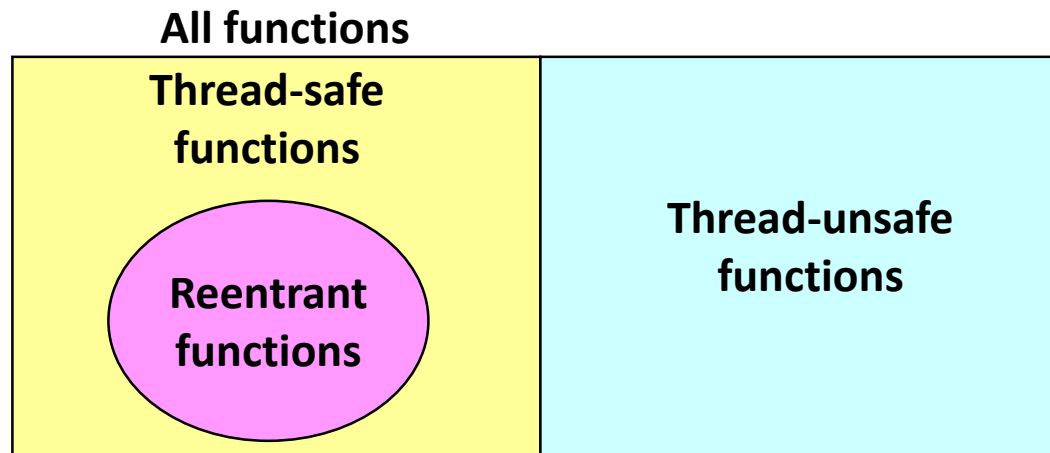 All functions
Thread-safe
functions
Thread-unsafe
functions
Reentrant
functions